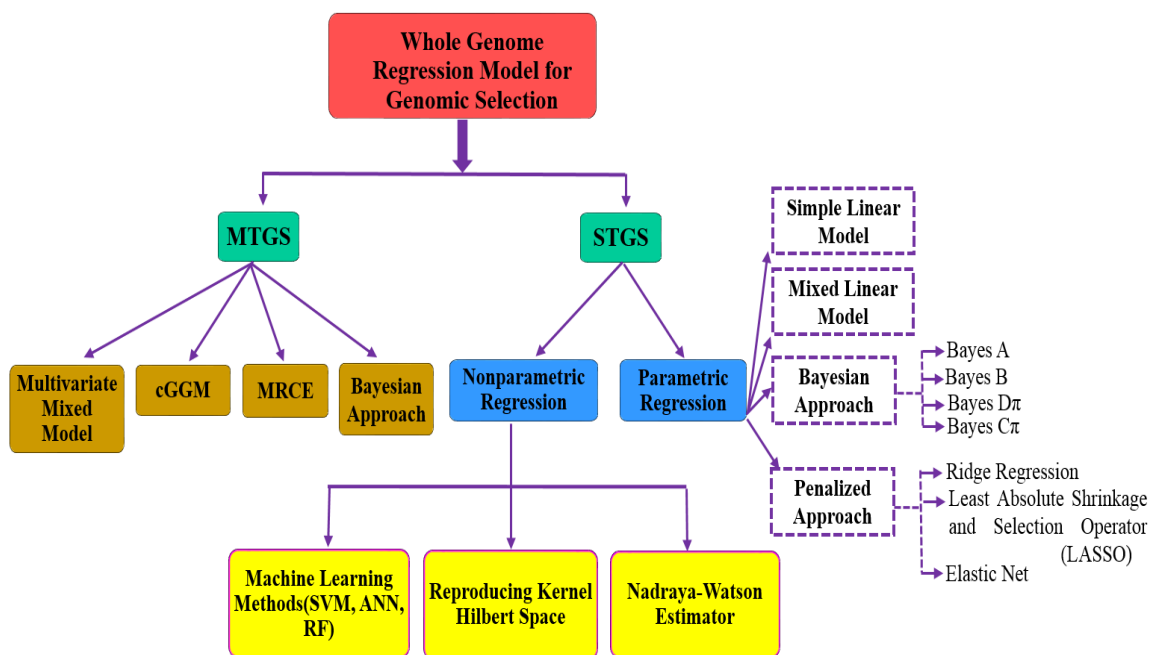 Whole Genome
Regression Model for
Genomic Selection
MTGS
STGS
Simple Linear
Model
Mixed Linear
Model
Multivariate
Mixed
Model
cGGM
MRCE
Bayesian
Approach
Nonparametric
Regression
Parametric
Regression
Bayesian
Approach
Bayes A
Bayes B
Bayes Dπ
Bayes Cπ
Penalized
Approach
Ridge Regression
Least Absolute Shrinkage
and Selection Operator
(LASSO)
Elastic Net
Machine Learning
Methods(SVM, ANN,
RF)
Reproducing Kernel
Hilbert Space
Nadraya-Watson
Estimator